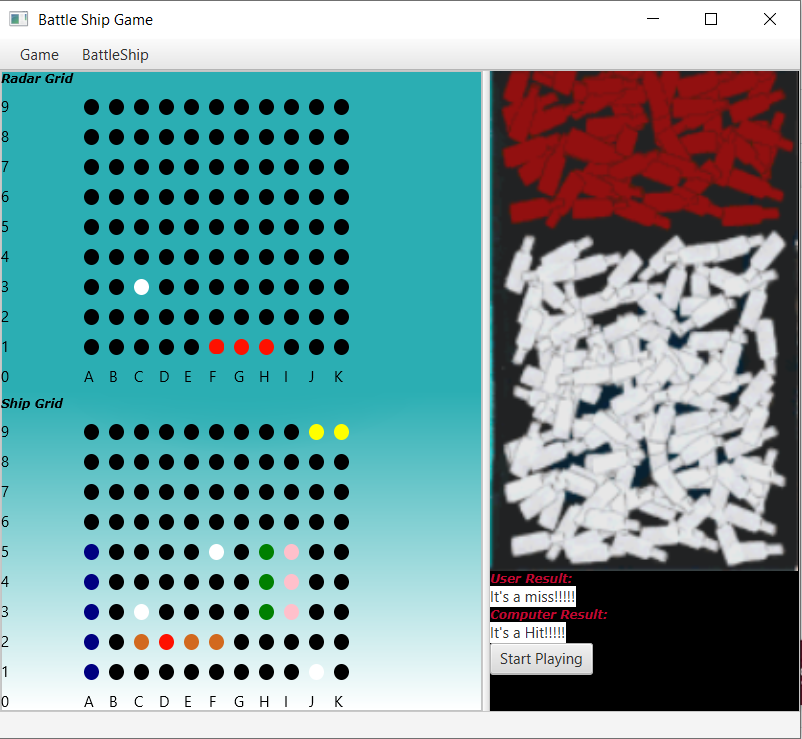 Battle Ship Game
Game BattleShip
Radar Grid
9
8
7
6
5
4
3
2
1
0 A B C D E F G H I J K
Ship Grid
9
8
7
6
5
4
3
2
1
0 A B C D E F G H I J K
User Result:
It's a miss!!!!!
Computer Result:
It's a Hit!!!!!
Start Playing